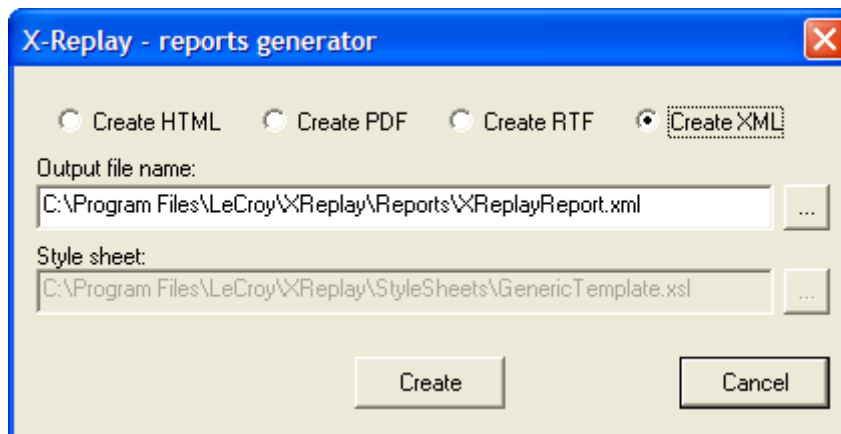 X-Replay - reports generator
Create HTML Create PDF Create RTF Create XML
Output file name:
C:\Program Files\LeCroy\XReplay\Reports\XReplayReport.xml ...
Style sheet:
C:\Program Files\LeCroy\XReplay\StyleSheets\GenericTemplate.xsl ...
Create Cancel